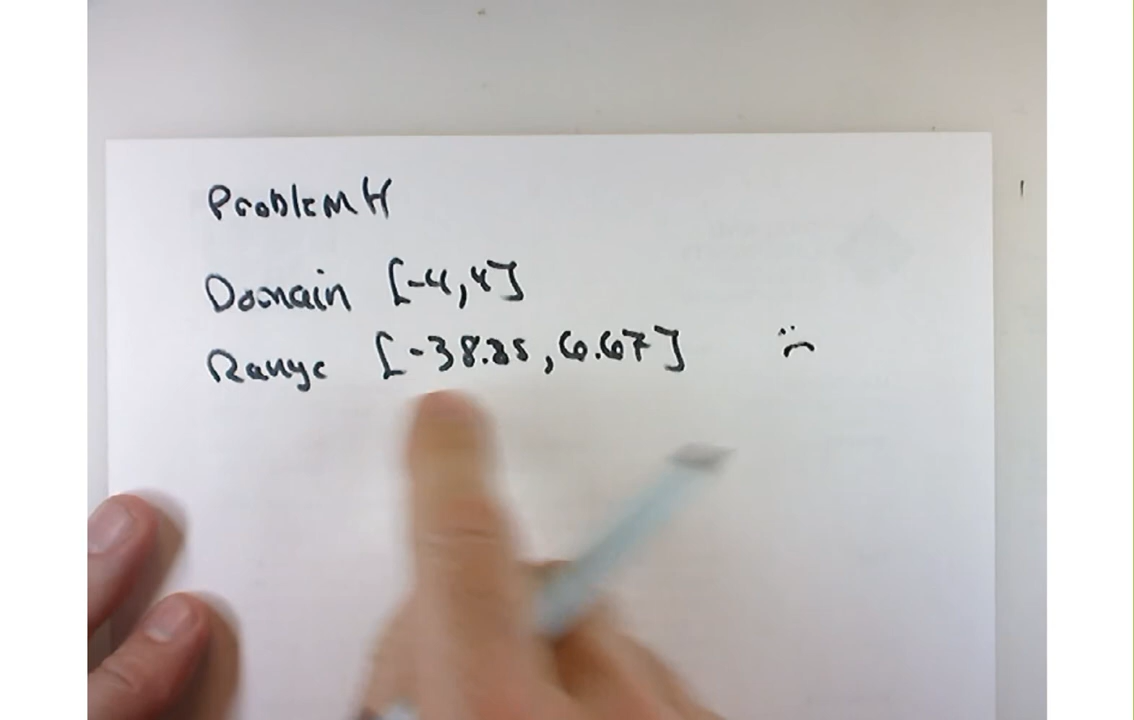 Problem H
Domain [-4,4]
Range [-38.85,6.67]